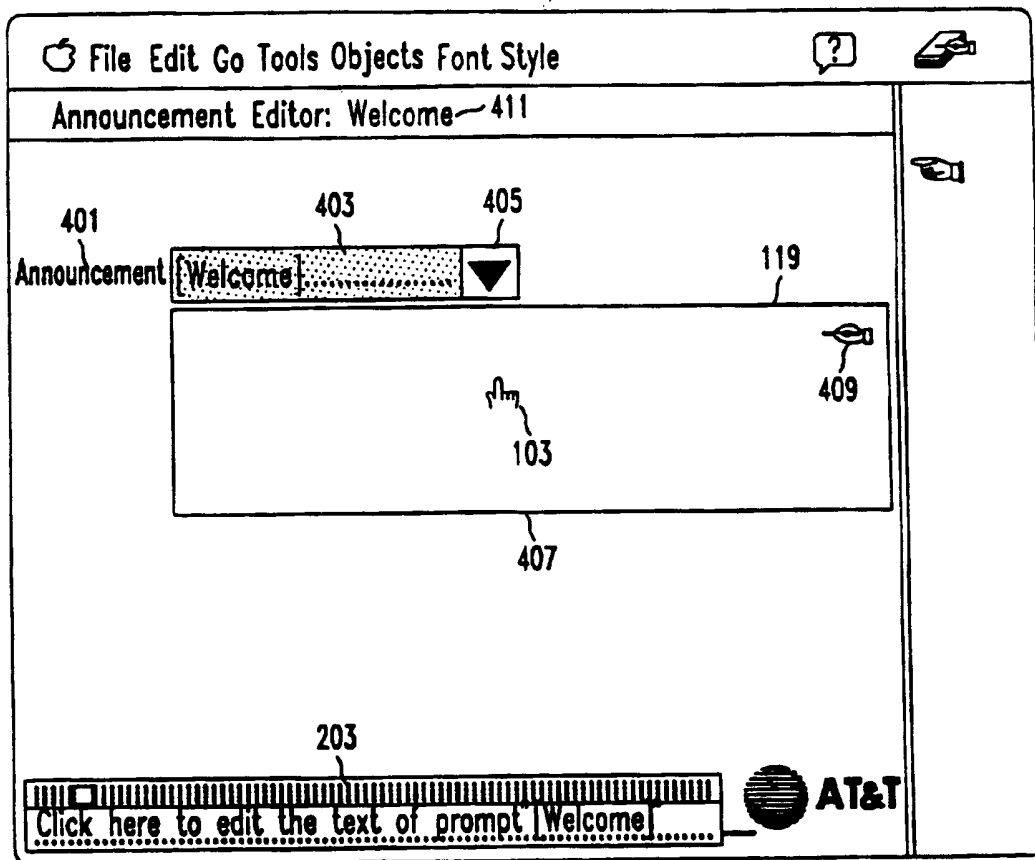 File Edit Go Tools Objects Font Style ?
Announcement Editor: Welcome 411
401 403 405
Announcement [Welcome]
119
409
103
407
203
Click here to edit the text of prompt "[Welcome]"
AT&T